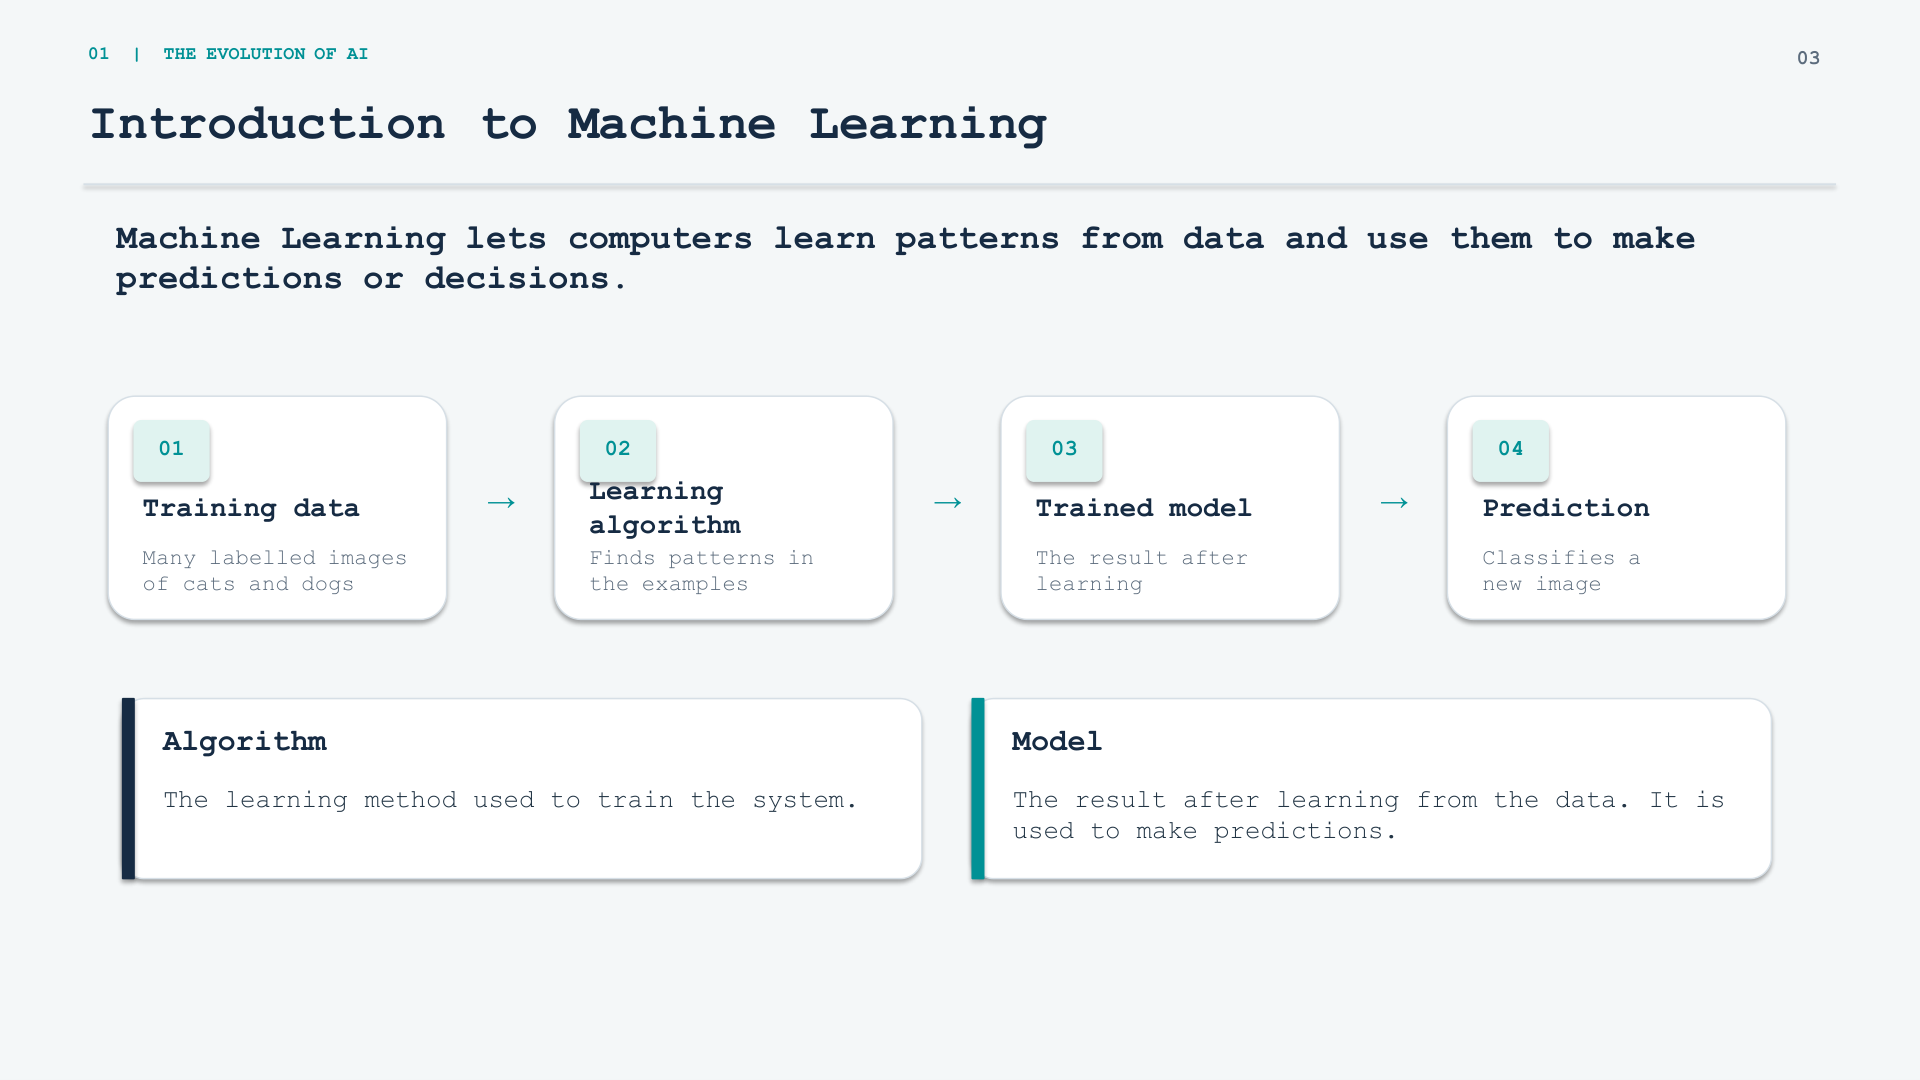 01 | THE EVOLUTION OF AI
03
Introduction to Machine Learning
Machine Learning lets computers learn patterns from data and use them to make
predictions or decisions.
01
Training data
Many labelled images
of cats and dogs
→
02
Learning
algorithm
Finds patterns in
the examples
→
03
Trained model
The result after
learning
→
04
Prediction
Classifies a
new image
Algorithm
The learning method used to train the system.
Model
The result after learning from the data. It is
used to make predictions.